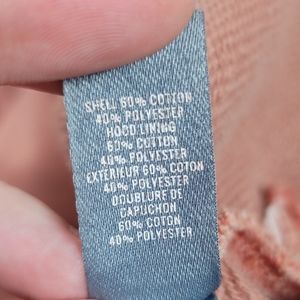 SHELL 60% COTTON
40% POLYESTER
HOOD LINING
60% COTTON
40% POLYESTER
EXTÉRIEUR 60% COTON
40% POLYESTER
DOUBLURE DE
CAPUCHON
60% COTON
40% POLYESTER